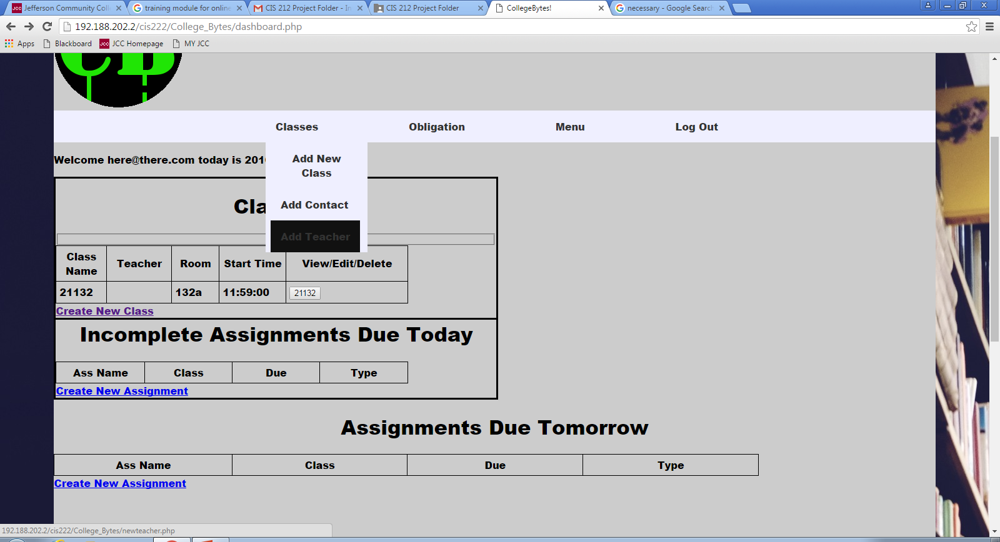 Jefferson Community Coll
training module for online
CIS 212 Project Folder - In
CIS 212 Project Folder
CollegeBytes!
necessary - Google Search
192.188.202.2/cis222/College_Bytes/dashboard.php
Apps
Blackboard
JCC JCC Homepage
MY JCC
CB
Classes
Obligation
Menu
Log Out
Add New
Class
Add Contact
Add Teacher
Welcome here@there.com today is 201
Cla
Class Name Teacher Room Start Time View/Edit/Delete
21132 132a 11:59:00 21132
Create New Class
Incomplete Assignments Due Today
Ass Name Class Due Type
Create New Assignment
Assignments Due Tomorrow
Ass Name Class Due Type
Create New Assignment
192.188.202.2/cis222/College_Bytes/newteacher.php